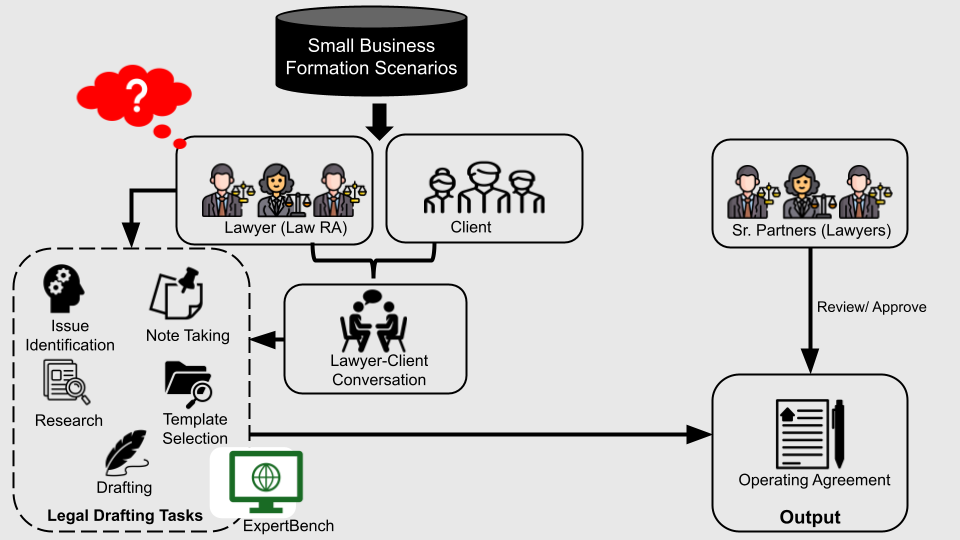 Small Business
Formation Scenarios
?
Lawyer (Law RA)
Client
Sr. Partners (Lawyers)
Review/ Approve
Lawyer-Client
Conversation
Issue
Identification
Note Taking
Research
Template
Selection
Drafting
Legal Drafting Tasks
ExpertBench
Operating Agreement
Output